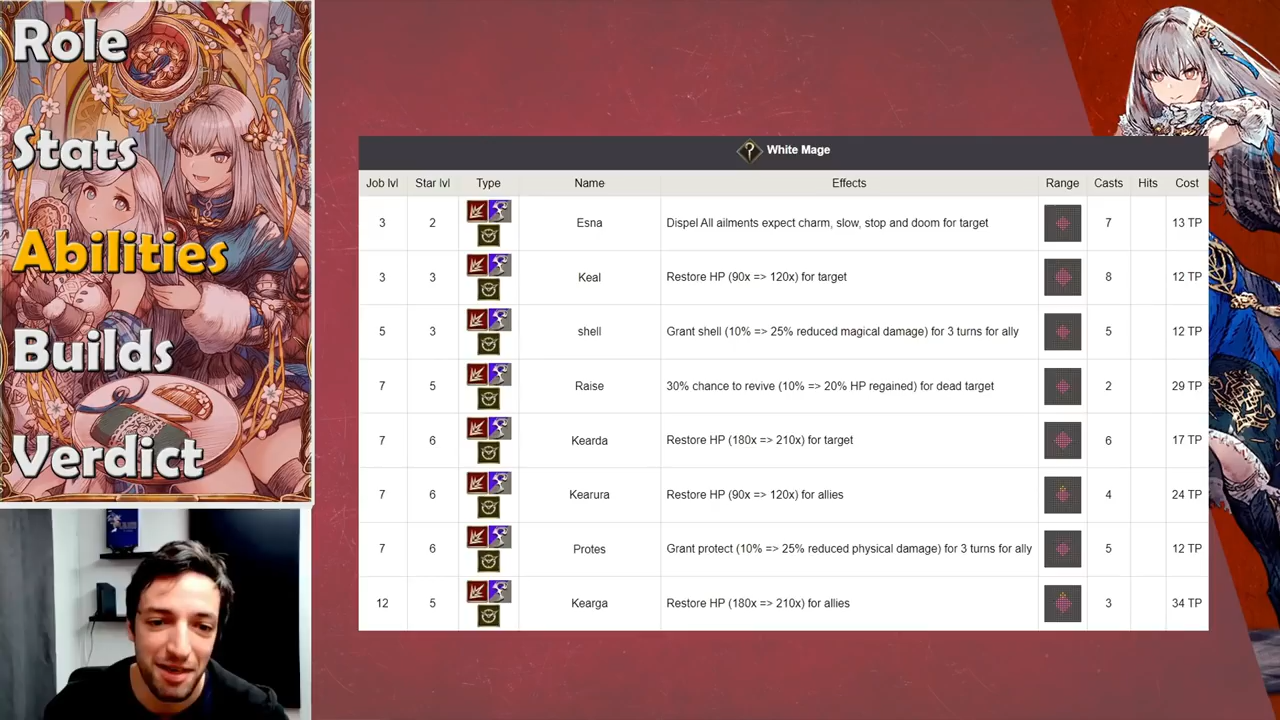 Role
Stats
Abilities
Builds
Verdict
White Mage
Job lvl Star lvl Type Name Effects Range Casts Hits Cost
3 2 Esna Dispel All ailments expect charm, slow, stop and doom for target 7 13 TP
3 3 Keal Restore HP (90x => 120x) for target 8 12 TP
5 3 shell Grant shell (10% => 25% reduced magical damage) for 3 turns for ally 5 12 TP
7 5 Raise 30% chance to revive (10% => 20% HP regained) for dead target 2 29 TP
7 6 Kearda Restore HP (180x => 210x) for target 6 17 TP
7 6 Kearura Restore HP (90x => 120x) for allies 4 24 TP
7 6 Protes Grant protect (10% => 25% reduced physical damage) for 3 turns for ally 5 12 TP
12 5 Kearga Restore HP (180x => 210x) for allies 3 34 TP